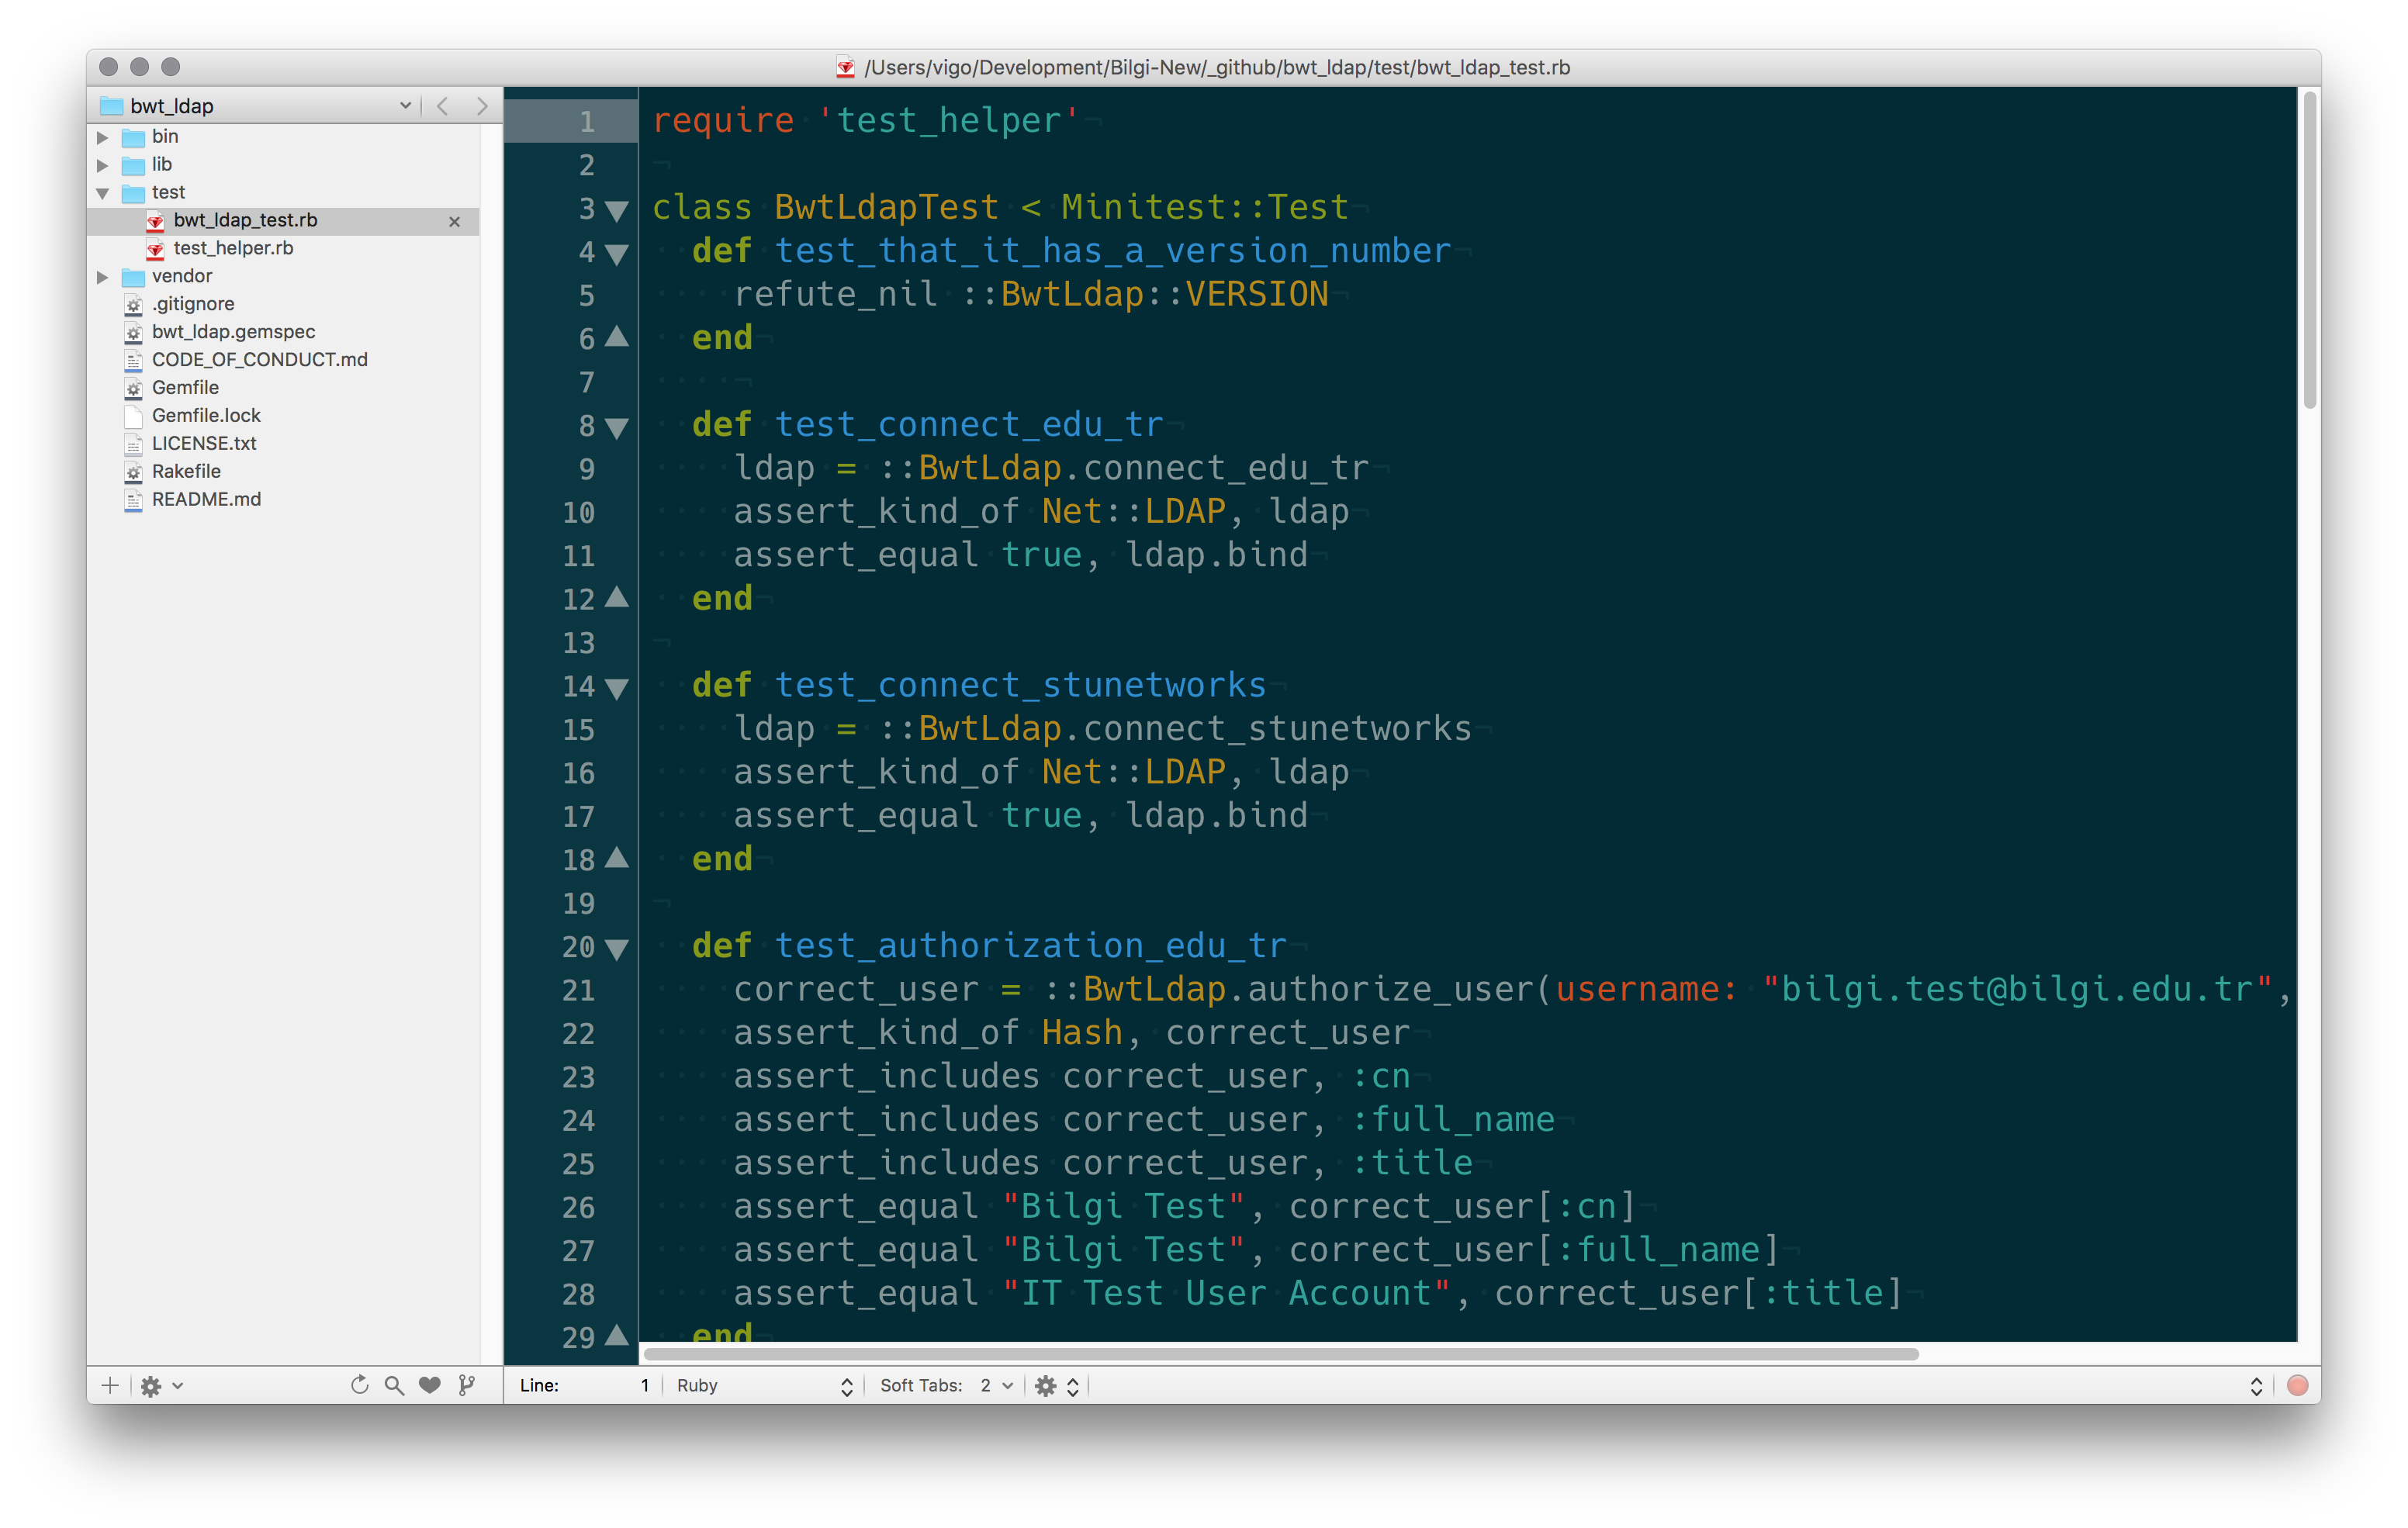 /Users/vigo/Development/Bilgi-New/_github/bwt_ldap/test/bwt_ldap_test.rb
bwt_ldap
bin
lib
test
bwt_ldap_test.rb
test_helper.rb
vendor
.gitignore
bwt_ldap.gemspec
CODE_OF_CONDUCT.md
Gemfile
Gemfile.lock
LICENSE.txt
Rakefile
README.md
1 require 'test_helper'
2
3 class BwtLdapTest < Minitest::Test
4   def test_that_it_has_a_version_number
5     refute_nil ::BwtLdap::VERSION
6   end
7
8   def test_connect_edu_tr
9     ldap = ::BwtLdap.connect_edu_tr
10     assert_kind_of Net::LDAP, ldap
11     assert_equal true, ldap.bind
12   end
13
14   def test_connect_stunetworks
15     ldap = ::BwtLdap.connect_stunetworks
16     assert_kind_of Net::LDAP, ldap
17     assert_equal true, ldap.bind
18   end
19
20   def test_authorization_edu_tr
21     correct_user = ::BwtLdap.authorize_user(username: "bilgi.test@bilgi.edu.tr",
22     assert_kind_of Hash, correct_user
23     assert_includes correct_user, :cn
24     assert_includes correct_user, :full_name
25     assert_includes correct_user, :title
26     assert_equal "Bilgi Test", correct_user[:cn]
27     assert_equal "Bilgi Test", correct_user[:full_name]
28     assert_equal "IT Test User Account", correct_user[:title]
29   end
Line: 1 Ruby Soft Tabs: 2